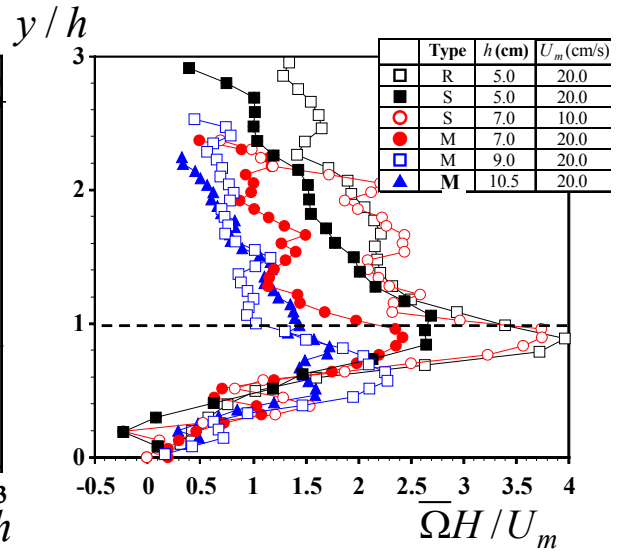 y / h
3
Type h (cm) U_m (cm/s)
R 5.0 20.0
S 5.0 20.0
S 7.0 10.0
M 7.0 20.0
M 9.0 20.0
M 10.5 20.0
2
1
0
-0.5 0 0.5 1 1.5 2 2.5 3 3.5 4
3
h
Ω̅H / U_m